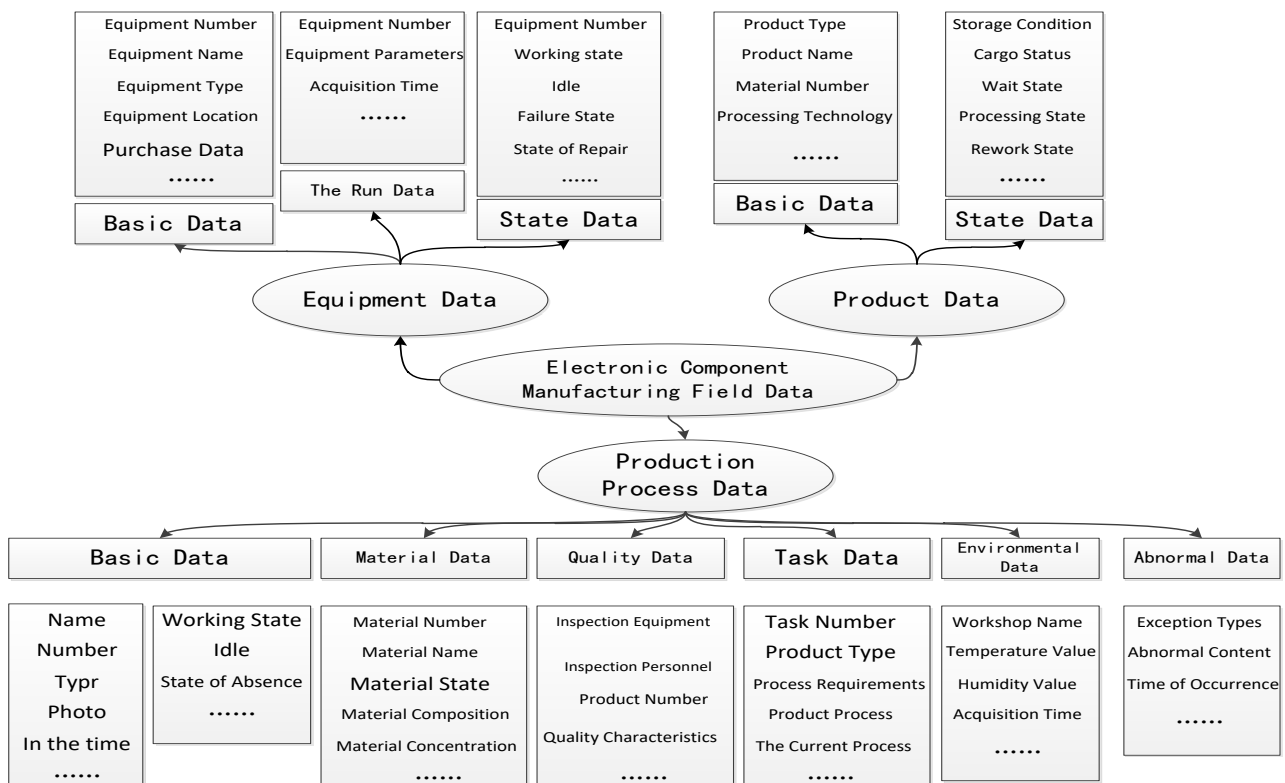 Equipment Number
Equipment Name
Equipment Type
Equipment Location
Purchase Data
......
Basic Data
Equipment Number
Equipment Parameters
Acquisition Time
......
The Run Data
Equipment Number
Working state
Idle
Failure State
State of Repair
......
State Data
Product Type
Product Name
Material Number
Processing Technology
......
Basic Data
Storage Condition
Cargo Status
Wait State
Processing State
Rework State
......
State Data
Equipment Data
Product Data
Electronic Component
Manufacturing Field Data
Production
Process Data
Basic Data
Material Data
Quality Data
Task Data
Environmental
Data
Abnormal Data
Name
Number
Typr
Photo
In the time
......
Working State
Idle
State of Absence
......
Material Number
Material Name
Material State
Material Composition
Material Concentration
......
Inspection Equipment
Inspection Personnel
Product Number
Quality Characteristics
......
Task Number
Product Type
Process Requirements
Product Process
The Current Process
......
Workshop Name
Temperature Value
Humidity Value
Acquisition Time
......
Exception Types
Abnormal Content
Time of Occurrence
......